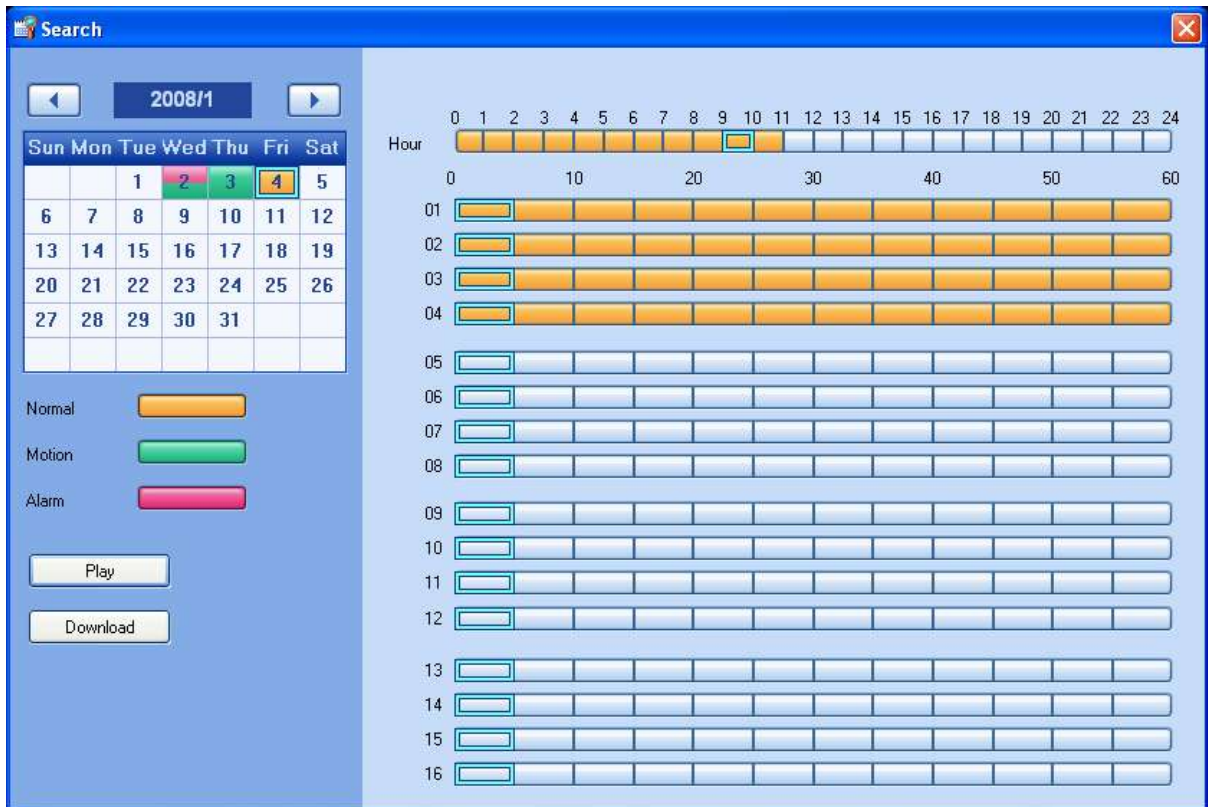 Search
2008/1
Sun Mon Tue Wed Thu Fri Sat
1 2 3 4 5
6 7 8 9 10 11 12
13 14 15 16 17 18 19
20 21 22 23 24 25 26
27 28 29 30 31
Normal
Motion
Alarm
Play
Download
0 1 2 3 4 5 6 7 8 9 10 11 12 13 14 15 16 17 18 19 20 21 22 23 24
Hour
0 10 20 30 40 50 60
01
02
03
04
05
06
07
08
09
10
11
12
13
14
15
16